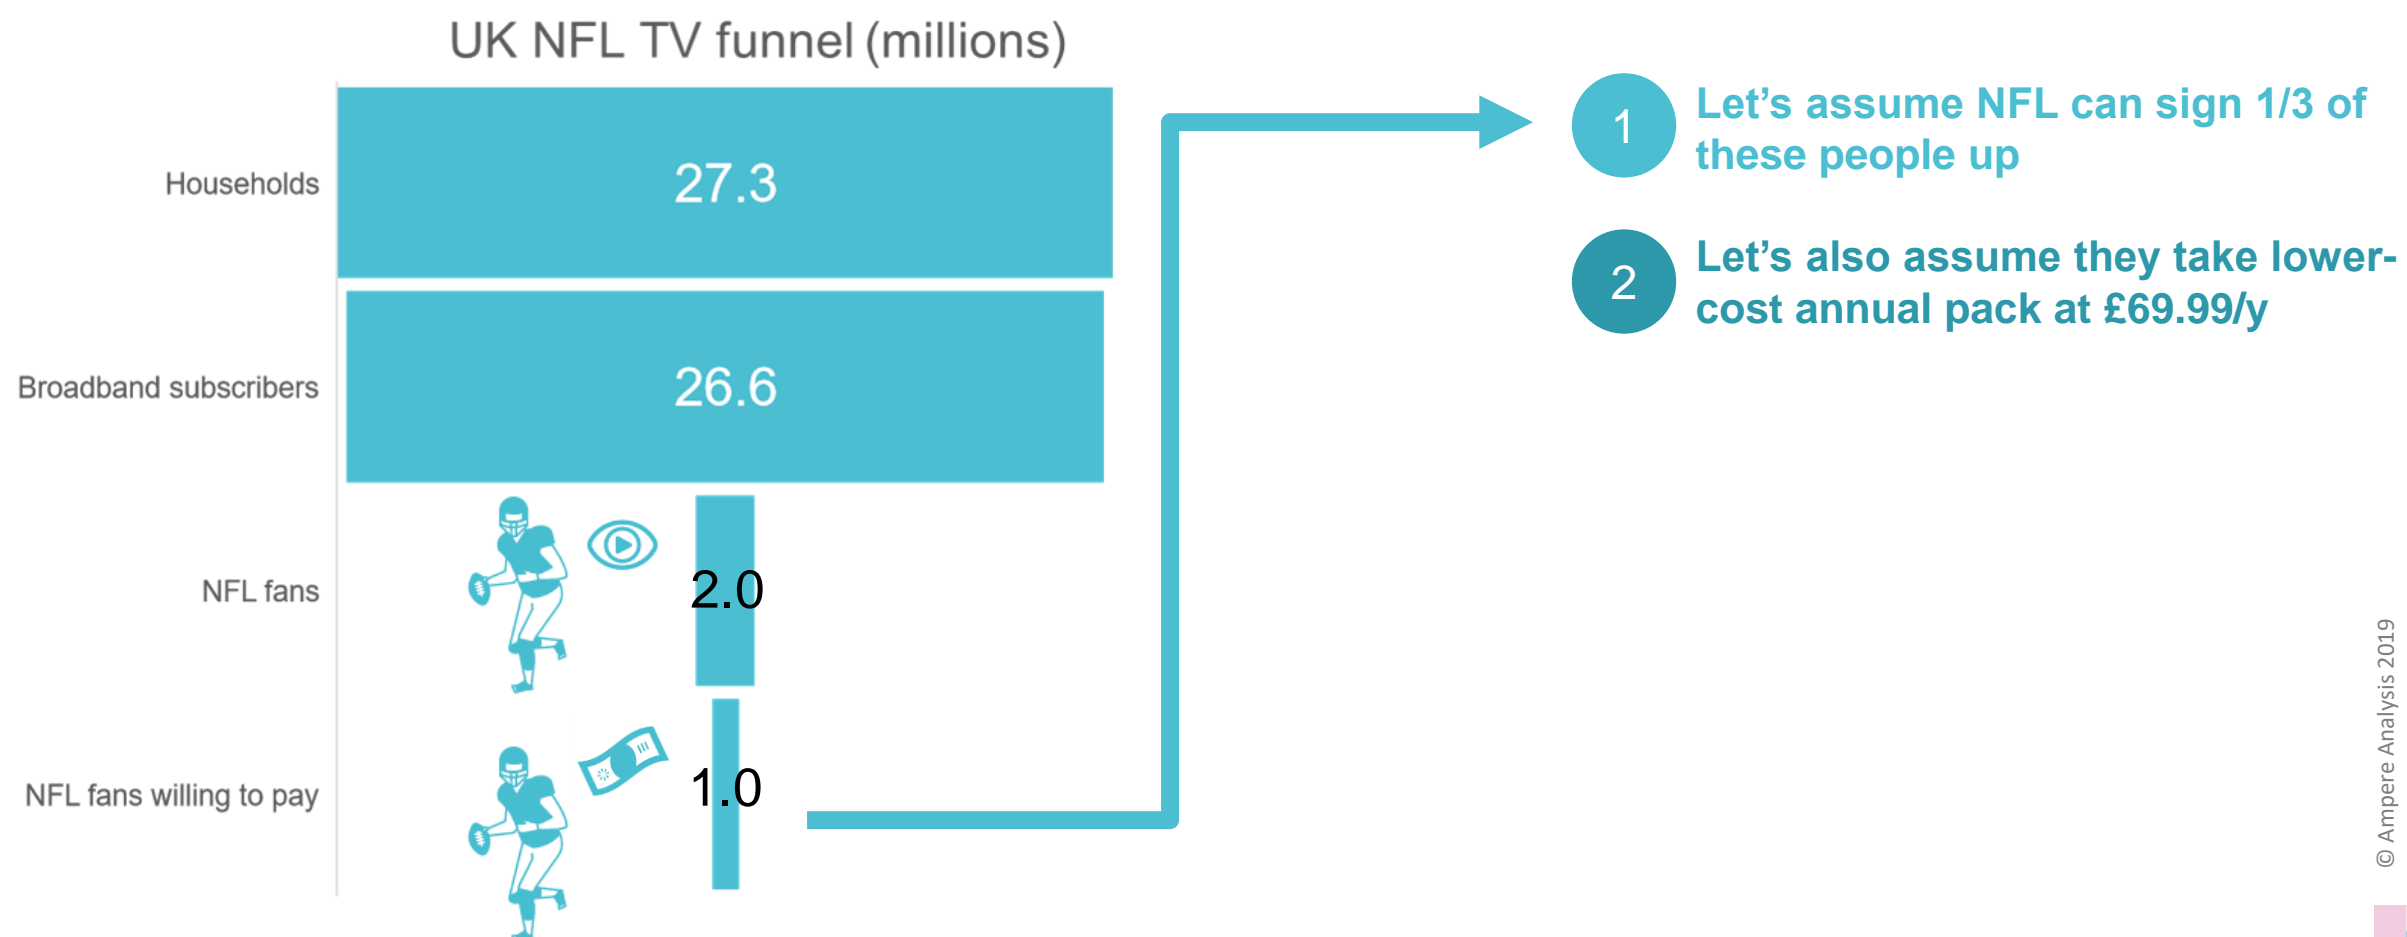 UK NFL TV funnel (millions)
Households
27.3
Broadband subscribers
26.6
NFL fans
2.0
NFL fans willing to pay
1.0
1
Let’s assume NFL can sign 1/3 of
these people up
2
Let’s also assume they take lower-
cost annual pack at £69.99/y
© Ampere Analysis 2019